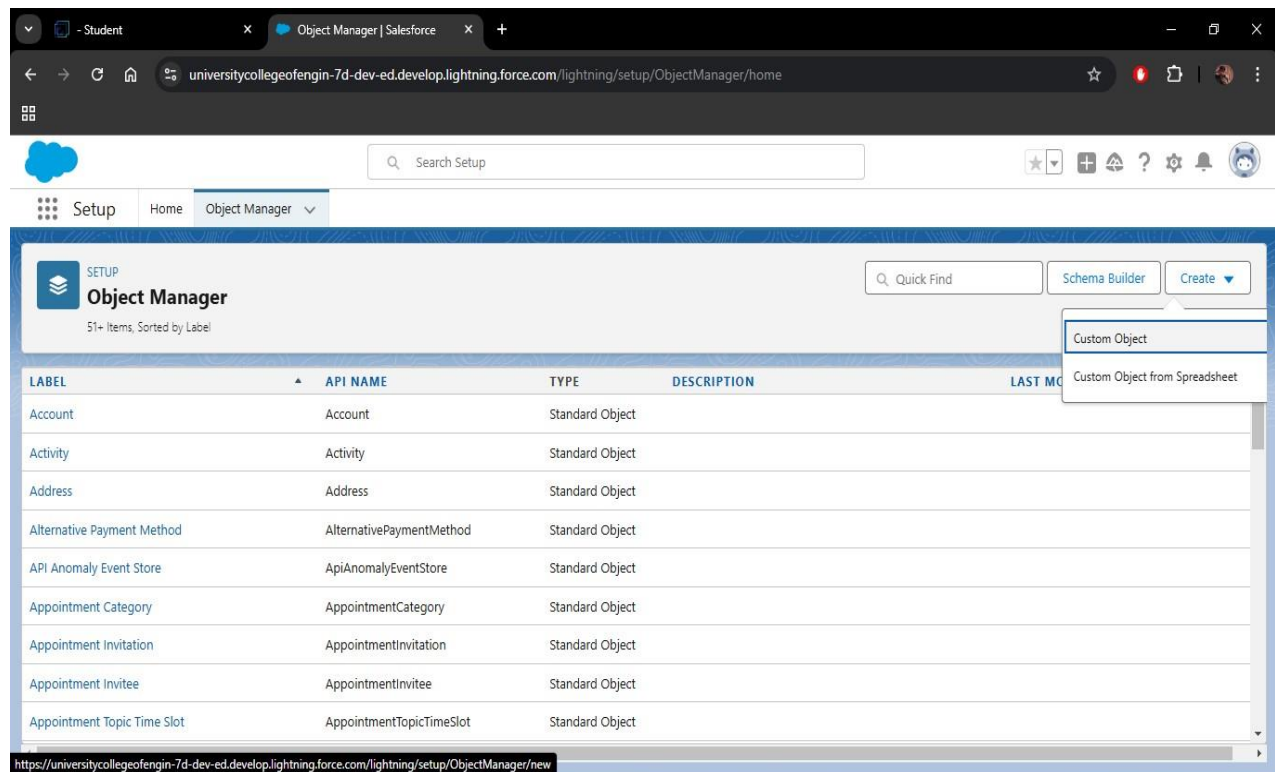 - Student
Object Manager | Salesforce
universitycollegeofengin-7d-dev-ed.develop.lightning.force.com/lightning/setup/ObjectManager/home
Search Setup
Setup Home Object Manager
SETUP
Object Manager
51+ Items, Sorted by Label
Quick Find Schema Builder Create
Custom Object
Custom Object from Spreadsheet
LABEL API NAME TYPE DESCRIPTION LAST MO
Account Account Standard Object
Activity Activity Standard Object
Address Address Standard Object
Alternative Payment Method AlternativePaymentMethod Standard Object
API Anomaly Event Store ApiAnomalyEventStore Standard Object
Appointment Category AppointmentCategory Standard Object
Appointment Invitation AppointmentInvitation Standard Object
Appointment Invitee AppointmentInvitee Standard Object
Appointment Topic Time Slot AppointmentTopicTimeSlot Standard Object
https://universitycollegeofengin-7d-dev-ed.develop.lightning.force.com/lightning/setup/ObjectManager/new